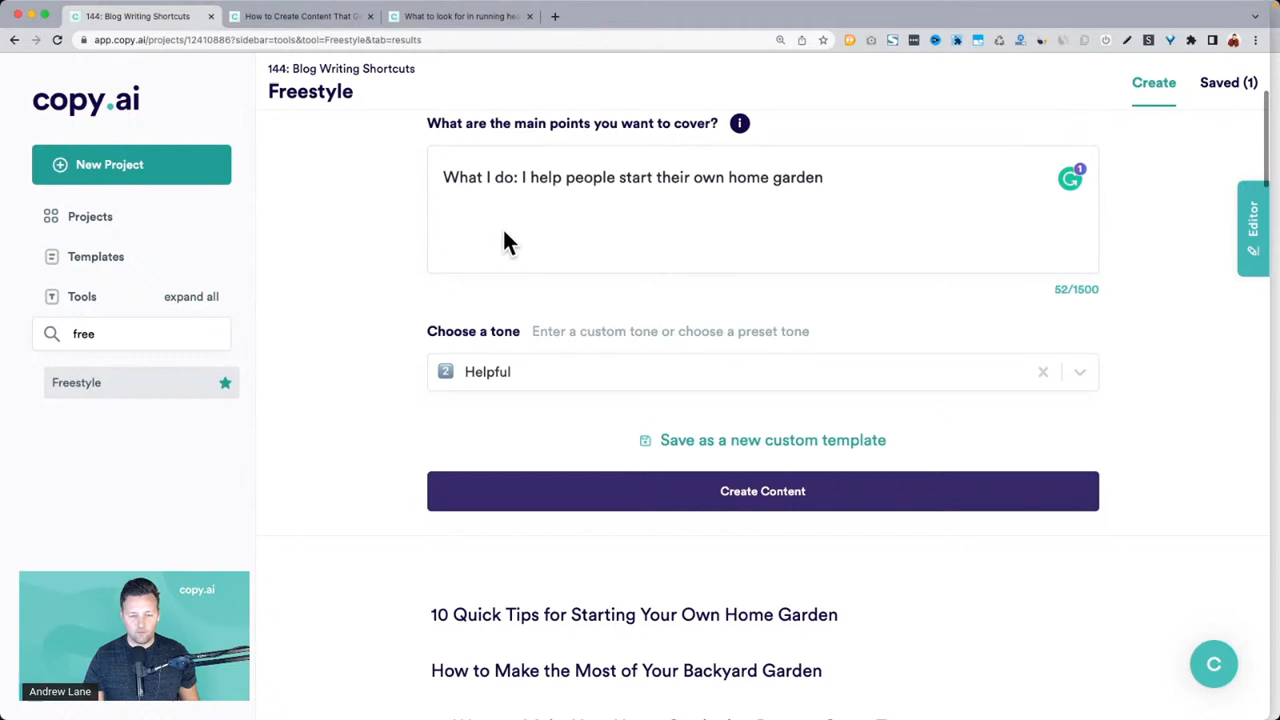 144: Blog Writing Shortcuts
How to Create Content That G
What to look for in running hea
app.copy.ai/projects/12410886?sidebar=tools&tool=Freestyle&tab=results
copy.ai
New Project
Projects
Templates
Tools
expand all
free
Freestyle
144: Blog Writing Shortcuts
Freestyle
Create
Saved (1)
What are the main points you want to cover?
What I do: I help people start their own home garden
1
52/1500
Editor
Choose a tone Enter a custom tone or choose a preset tone
2 Helpful
Save as a new custom template
Create Content
10 Quick Tips for Starting Your Own Home Garden
How to Make the Most of Your Backyard Garden
copy.ai
Andrew Lane
C